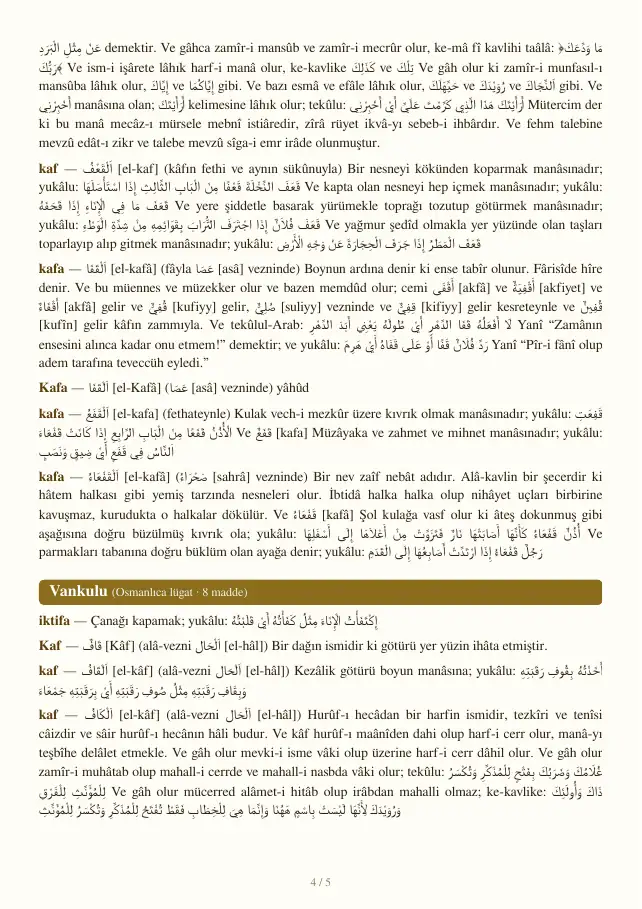 عَنْ مِثْلِ الْبَرَدِ demektir. Ve gâhca zamîr-i mansûb ve zamîr-i mecrûr olur, ke-mâ fî kavlihi taâlâ: ﴿مَا وَدَّعَكَ
رَبُّكَ﴾ Ve ism-i işârete lâhık harf-i manâ olur, ke-kavlike كَذٰلِكَ ve تِلْكَ Ve gâh olur ki zamîr-i munfasıl-ı
mansûba lâhık olur, إِيَّاكَ ve إِيَّاكُمَا gibi. Ve bazı esmâ ve efâle lâhık olur, حَيَّهَلَكَ ve رُوَيْدَكَ ve النَّجَاكَ gibi. Ve
أَخْبِرْنِي manâsına olan; أَرَأَيْتَكَ kelimesine lâhık olur; tekûlu: أَرَأَيْتَكَ هَذَا الَّذِي كَرَّمْتَ عَلَيَّ أَيْ أَخْبِرْنِي Mütercim der
ki bu manâ mecâz-ı mürsele mebnî istiâredir, zîrâ rüyet ikvâ-yı sebeb-i ihbârdır. Ve fehm talebine
mevzû edât-ı zikr ve talebe mevzû sîga-i emr irâde olunmuştur.
kaf — اَلْقَعْفُ [el-kaf] (kâfın fethi ve aynın sükûnuyla) Bir nesneyi kökünden koparmak manâsınadır;
yukâlu: قَعَفَ النَّخْلَةَ قَعْفًا مِنَ الْبَابِ الثَّالِثِ إِذَا اسْتَأْصَلَهَا Ve kapta olan nesneyi hep içmek manâsınadır; yukâlu:
قَعَفَ مَا فِي الْإِنَاءِ إِذَا قَحَفَهُ Ve yere şiddetle basarak yürümekle toprağı tozutup götürmek manâsınadır;
yukâlu: قَعَفَ فُلَانٌ إِذَا اجْتَرَفَ التُّرَابَ بِقَوَائِمِهِ مِنْ شِدَّةِ الْوَطْءِ Ve yağmur şedîd olmakla yer yüzünde olan taşları
toparlayıp alıp gitmek manâsınadır; yukâlu: قَعَفَ الْمَطَرُ إِذَا جَرَفَ الْحِجَارَةَ عَنْ وَجْهِ الْأَرْضِ
kafa — اَلْقَفَا [el-kafâ] (fâyla عَصَا [asâ] vezninde) Boynun ardına denir ki ense tabîr olunur. Fârisîde hîre
denir. Ve bu müennes ve müzekker olur ve bazen memdûd olur; cemi أَقْفَى [akfâ] ve أَقْفِيَةٌ [akfiyet] ve
أَقْفَاءٌ [akfâ] gelir ve قُفِيٌّ [kufiyy] gelir, صُلِيٌّ [suliyy] vezninde ve قِفِيٌّ [kifiyy] gelir kesreteynle ve قُفِينٌ
[kufîn] gelir kâfın zammıyla. Ve tekûlul-Arab: لَا أَفْعَلُهُ قَفَا الدَّهْرِ أَيْ طُولَهُ يَعْنِي أَبَدَ الدَّهْرِ Yanî “Zamânın
ensesini alınca kadar onu etmem!” demektir; ve yukâlu: رَدَّ فُلَانٌ قَفًا أَوْ عَلَى قَفَاهُ أَيْ هَرِمَ Yanî “Pîr-i fânî olup
adem tarafına teveccüh eyledi.”
Kafa — اَلْقَفَا [el-Kafâ] (عَصَا [asâ] vezninde) yâhûd
kafa — اَلْقَفَعُ [el-kafa] (fethateynle) Kulak vech-i mezkûr üzere kıvrık olmak manâsınadır; yukâlu: قَفِعَتِ
الْأُذُنُ قَفَعًا مِنَ الْبَابِ الرَّابِعِ إِذَا كَانَتْ قَفْعَاءَ Ve قَفَعٌ [kafa] Müzâyaka ve zahmet ve mihnet manâsınadır; yukâlu:
اَلنَّاسُ فِي قَفَعٍ أَيْ ضِيقٍ وَنَصَبٍ
kafa — اَلْقَفْعَاءُ [el-kafâ] (صَحْرَاءُ [sahrâ] vezninde) Bir nev zaîf nebât adıdır. Alâ-kavlin bir şecerdir ki
hâtem halkası gibi yemiş tarzında nesneleri olur. İbtidâ halka halka olup nihâyet uçları birbirine
kavuşmaz, kurudukta o halkalar dökülür. Ve قَفْعَاءُ [kafâ] Şol kulağa vasf olur ki âteş dokunmuş gibi
aşağısına doğru büzülmüş kıvrık ola; yukâlu: أُذُنٌ قَفْعَاءُ كَأَنَّهَا أَصَابَتْهَا نَارٌ فَتَزَوَّتْ مِنْ أَعْلَاهَا إِلَى أَسْفَلِهَا Ve
parmakları tabanına doğru büklüm olan ayağa denir; yukâlu: رِجْلٌ قَفْعَاءُ إِذَا ارْتَدَّتْ أَصَابِعُهَا إِلَى الْقَدَمِ
Vankulu (Osmanlıca lügat · 8 madde)
iktifa — Çanağı kapamak; yukâlu: إِكْتَفَأْتُ الْإِنَاءَ مِثْلُ كَفَأْتُهُ أَيْ قَلَبْتُهُ
Kaf — قَافٌ [Kâf] (alâ-vezni اَلْحَال [el-hâl]) Bir dağın ismidir ki götürü yer yüzin ihâta etmiştir.
kaf — اَلْقَافُ [el-kâf] (alâ-vezni اَلْحَال [el-hâl]) Kezâlik götürü boyun manâsına; yukâlu: أَخَذْتُهُ بِقُوفِ رَقَبَتِهِ
وَبِقَافِ رَقَبَتِهِ مِثْلُ صُوفِ رَقَبَتِهِ أَيْ بِرَقَبَتِهِ جَمْعَاءَ
kaf — اَلْكَافُ [el-kâf] (alâ-vezni اَلْحَال [el-hâl]) Hurûf-ı hecâdan bir harfin ismidir, tezkîri ve tenîsi
câizdir ve sâir hurûf-ı hecânın hâli budur. Ve kâf hurûf-ı maânîden dahi olup harf-i cerr olur, manâ-yı
teşbîhe delâlet etmekle. Ve gâh olur mevki-i isme vâki olup üzerine harf-i cerr dâhil olur. Ve gâh olur
zamîr-i muhâtab olup mahall-i cerrde ve mahall-i nasbda vâki olur; tekûlu: غُلَامُكَ وَضَرَبَكَ بِفَتْحٍ لِلْمُذَكَّرِ وَتُكْسَرُ
لِلْمُؤَنَّثِ لِلْفَرْقِ Ve gâh olur mücerred alâmet-i hitâb olup irâbdan mahalli olmaz; ke-kavlike: ذَاكَ وَأُولَئِكَ
وَرُوَيْدَكَ لِأَنَّهَا لَيْسَتْ بِاسْمٍ هَهُنَا وَإِنَّمَا هِيَ لِلْخِطَابِ فَقَطْ تُفْتَحُ لِلْمُذَكَّرِ وَتُكْسَرُ لِلْمُؤَنَّثِ
4 / 5